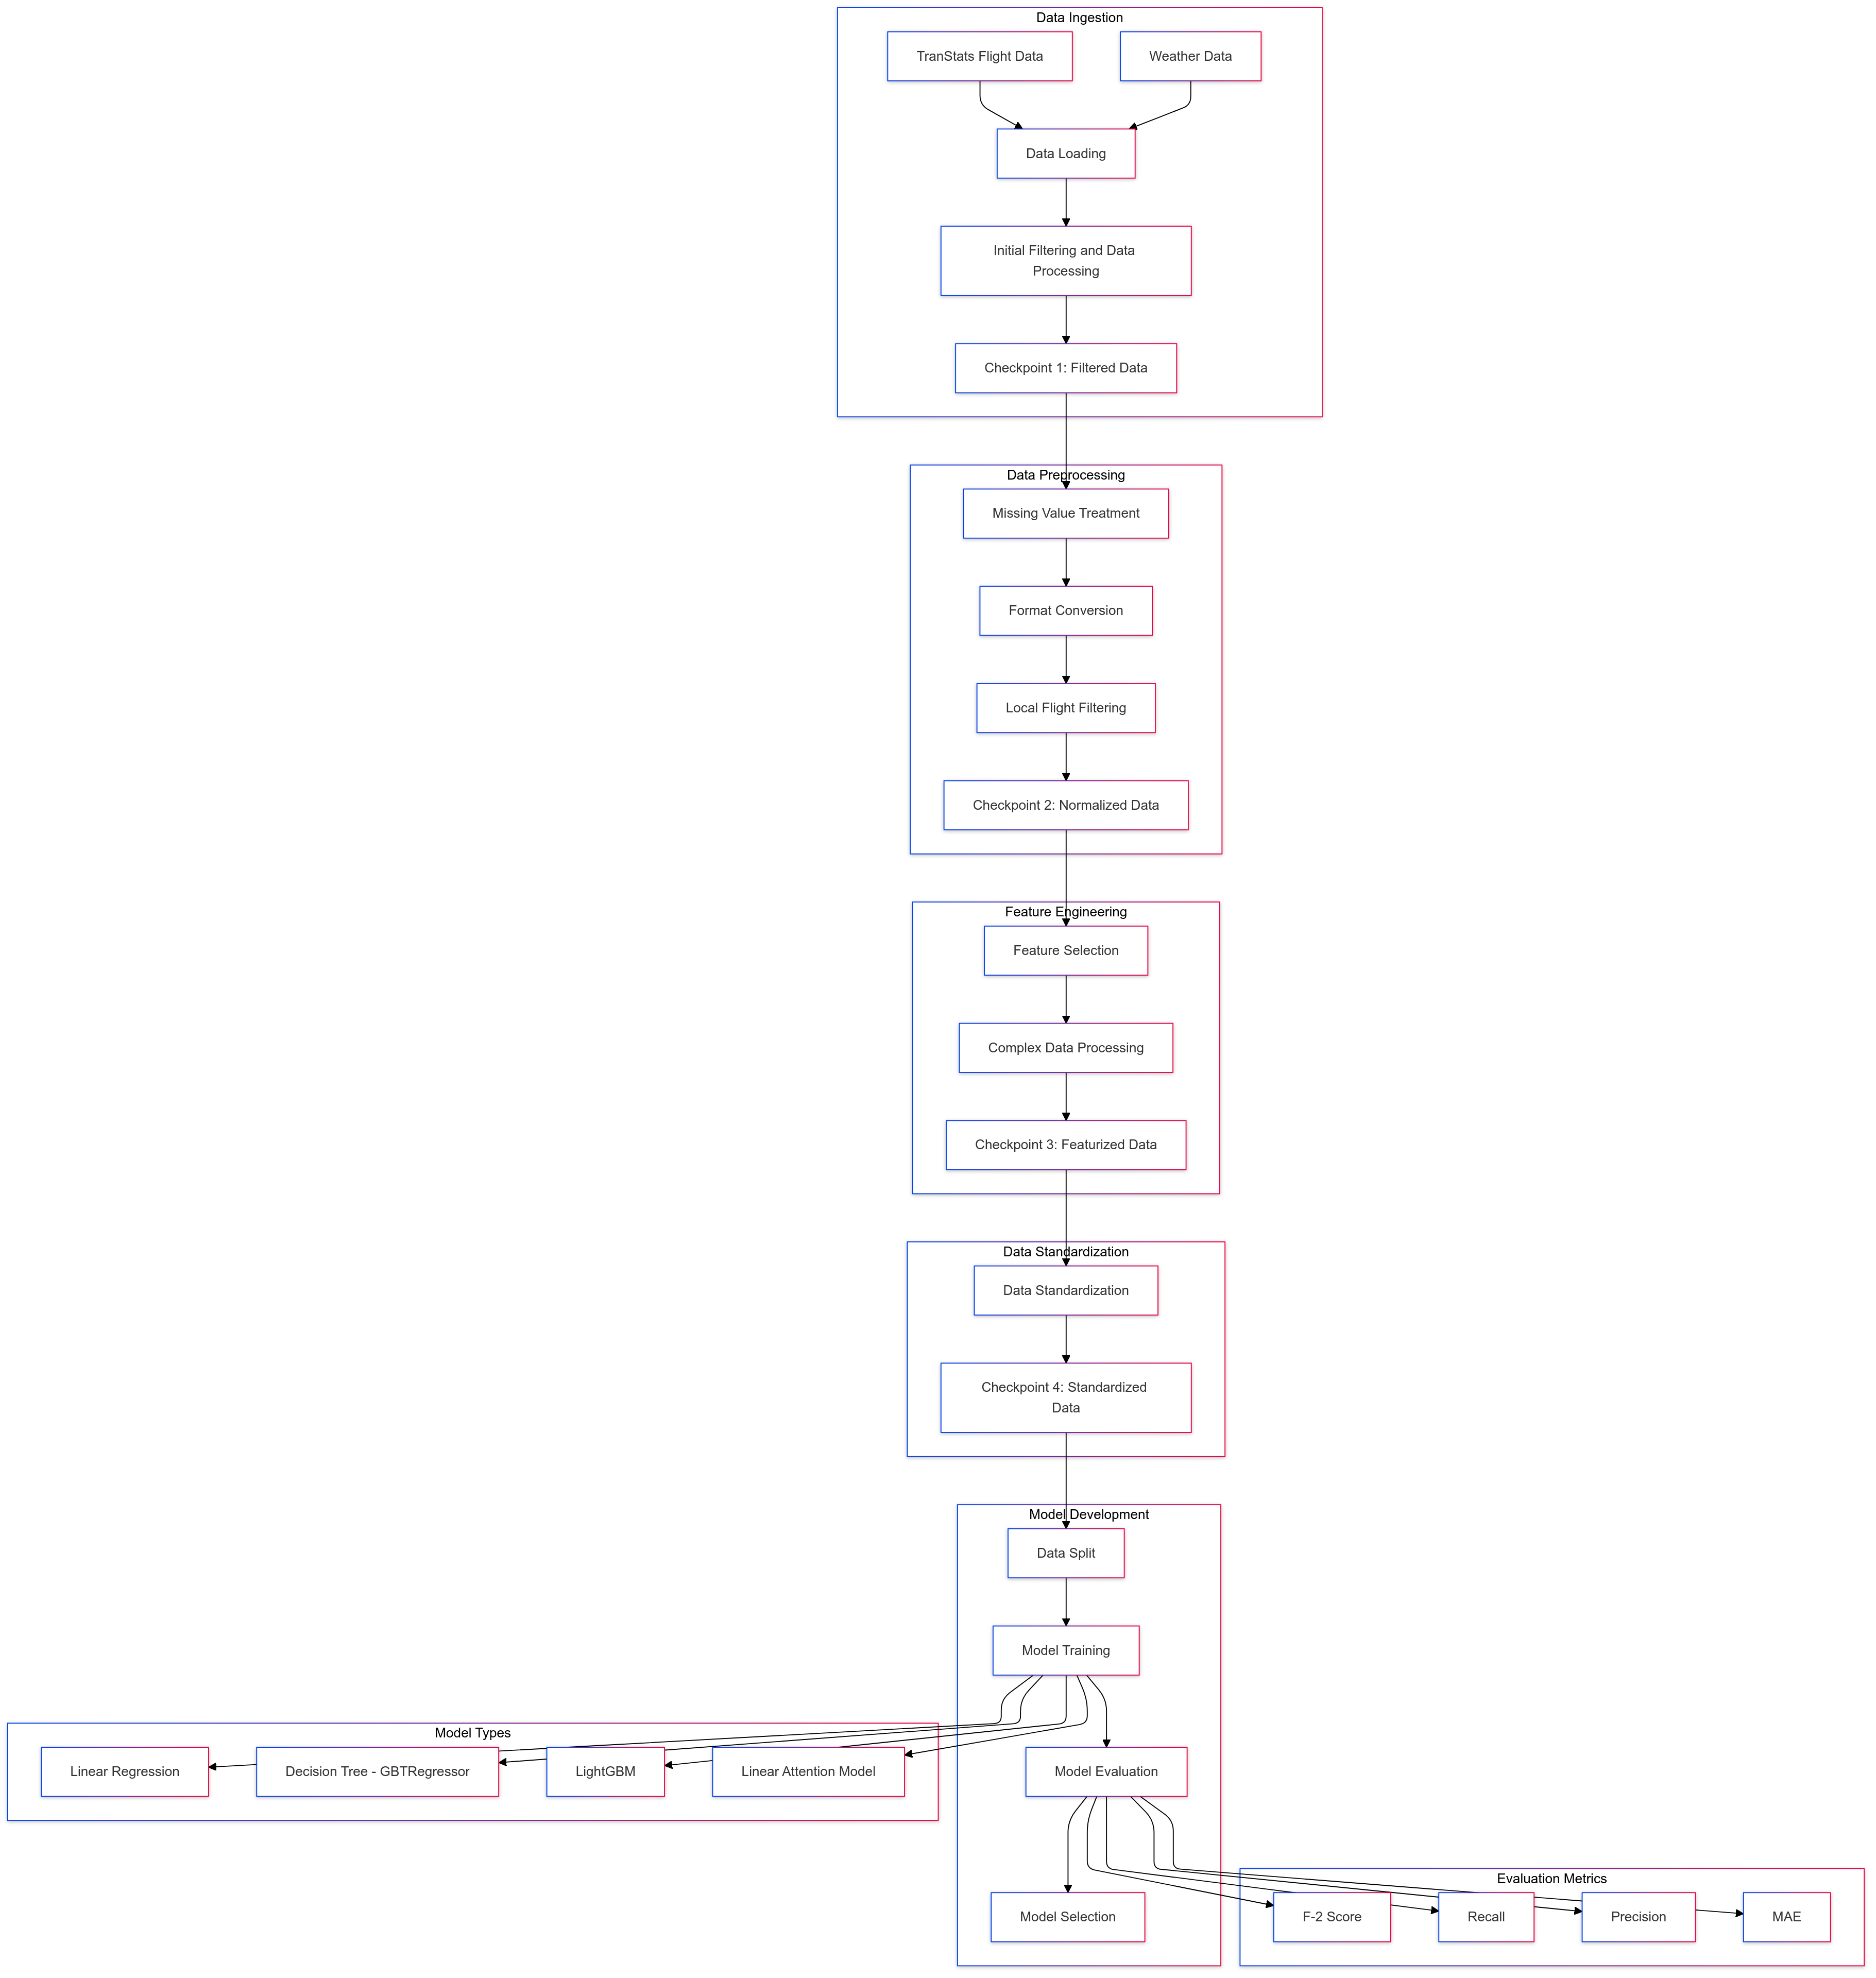 Data Ingestion
TranStats Flight Data
Weather Data
Data Loading
Initial Filtering and Data
Processing
Checkpoint 1: Filtered Data
Data Preprocessing
Missing Value Treatment
Format Conversion
Local Flight Filtering
Checkpoint 2: Normalized Data
Feature Engineering
Feature Selection
Complex Data Processing
Checkpoint 3: Featurized Data
Data Standardization
Data Standardization
Checkpoint 4: Standardized
Data
Model Development
Data Split
Model Training
Model Types
Linear Regression
Decision Tree - GBTRegressor
LightGBM
Linear Attention Model
Model Evaluation
Evaluation Metrics
Model Selection
F-2 Score
Recall
Precision
MAE